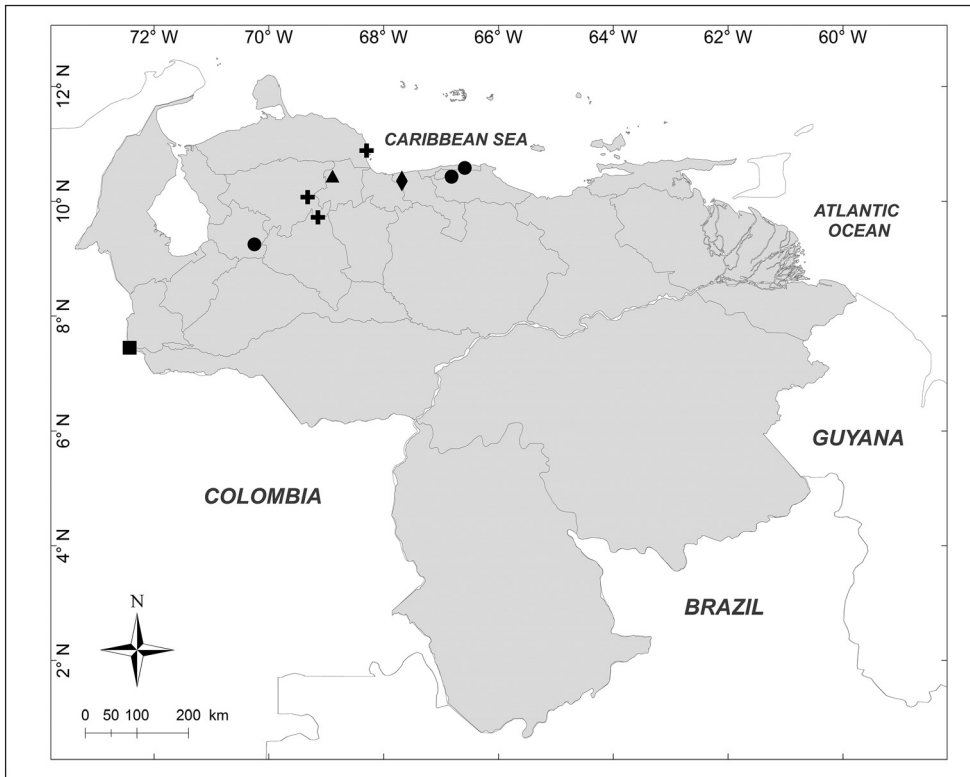 72° W 70° W 68° W 66° W 64° W 62° W 60° W
12° N
10° N
8° N
6° N
4° N
2° N
CARIBBEAN SEA
ATLANTIC
OCEAN
GUYANA
COLOMBIA
BRAZIL
N
0 50 100 200 km